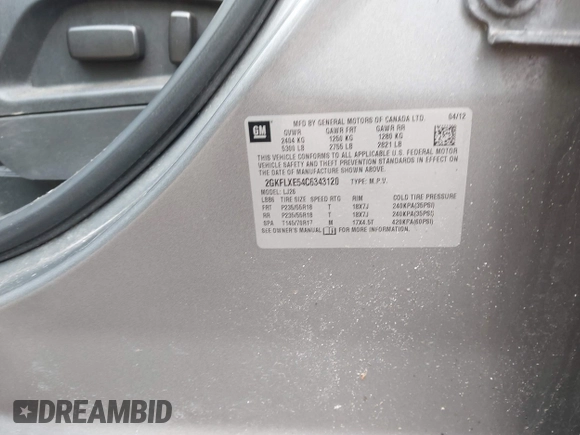 GM
MFD BY GENERAL MOTORS OF CANADA LTD. 04/12
GVWR GAWR FRT GAWR RR
2404 KG 1250 KG 1280 KG
5300 LB 2755 LB 2821 LB
THIS VEHICLE CONFORMS TO ALL APPLICABLE U.S. FEDERAL MOTOR
VEHICLE SAFETY AND THEFT PREVENTION STANDARDS IN EFFECT ON
THE DATE OF MANUFACTURE SHOWN ABOVE.
2GKFLXE54C6343120 TYPE: M.P.V.
MODEL: LJ26
TIRE SIZE SPEED RTG RIM COLD TIRE PRESSURE
FRT P235/55R18 T 18X7J 240KPA(35PSI)
RR P235/55R18 T 18X7J 240KPA(35PSI)
SPA T145/70R17 M 17X4.5T 420KPA(60PSI)
SEE OWNER'S MANUAL FOR MORE INFORMATION.
DREAMBID